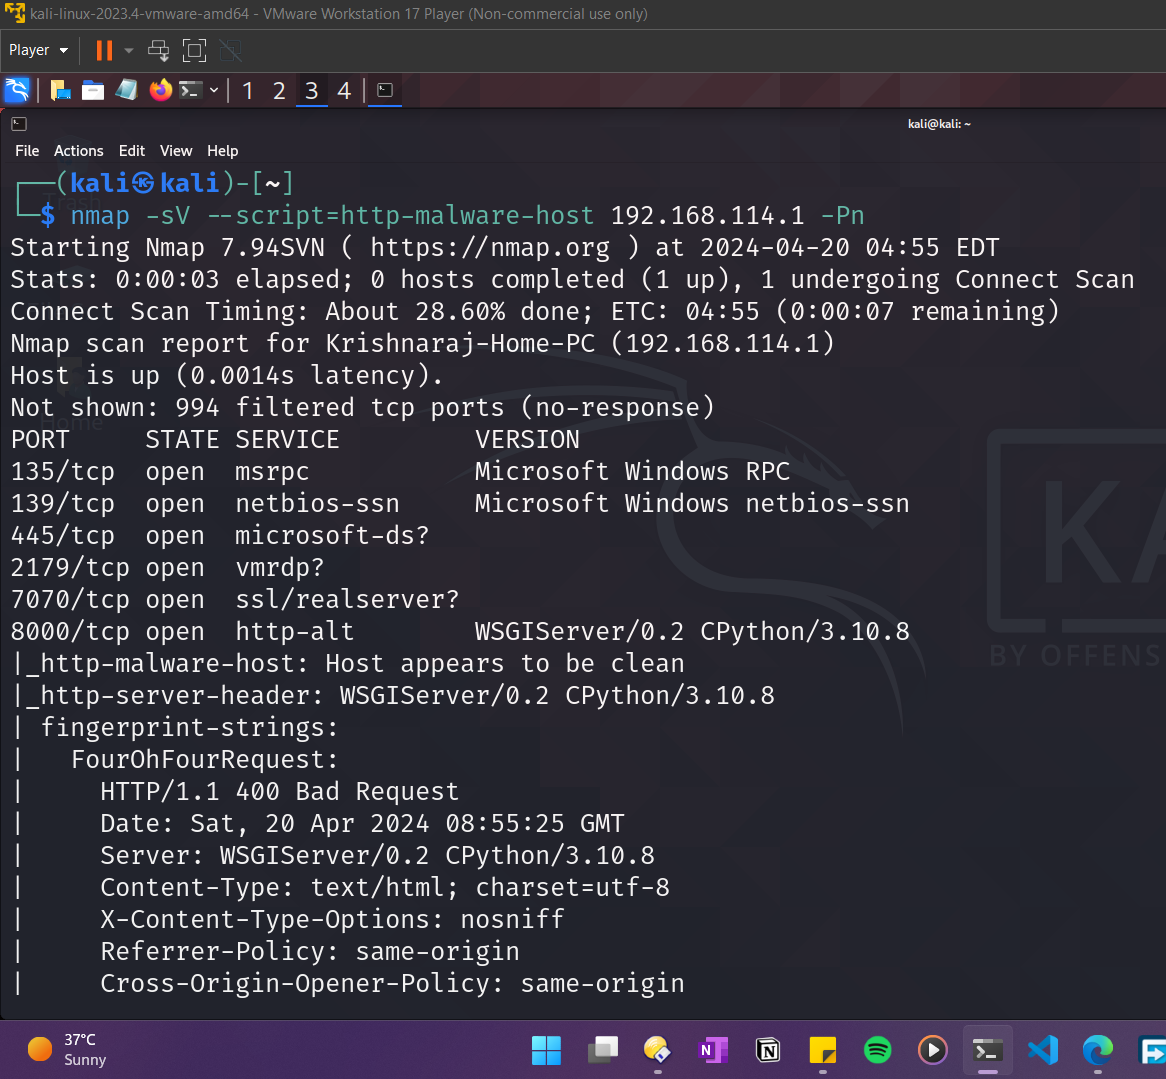 kali-linux-2023.4-vmware-amd64 - VMware Workstation 17 Player (Non-commercial use only)
Player
1 2 3 4
kali@kali: ~
File Actions Edit View Help
(kali㉿kali)-[~]
$ nmap -sV --script=http-malware-host 192.168.114.1 -Pn
Starting Nmap 7.94SVN ( https://nmap.org ) at 2024-04-20 04:55 EDT
Stats: 0:00:03 elapsed; 0 hosts completed (1 up), 1 undergoing Connect Scan
Connect Scan Timing: About 28.60% done; ETC: 04:55 (0:00:07 remaining)
Nmap scan report for Krishnaraj-Home-PC (192.168.114.1)
Host is up (0.0014s latency).
Not shown: 994 filtered tcp ports (no-response)
PORT     STATE SERVICE         VERSION
135/tcp  open  msrpc           Microsoft Windows RPC
139/tcp  open  netbios-ssn     Microsoft Windows netbios-ssn
445/tcp  open  microsoft-ds?
2179/tcp open  vmrdp?
7070/tcp open  ssl/realserver?
8000/tcp open  http-alt        WSGIServer/0.2 CPython/3.10.8
|_http-malware-host: Host appears to be clean
|_http-server-header: WSGIServer/0.2 CPython/3.10.8
| fingerprint-strings:
|   FourOhFourRequest:
|     HTTP/1.1 400 Bad Request
|     Date: Sat, 20 Apr 2024 08:55:25 GMT
|     Server: WSGIServer/0.2 CPython/3.10.8
|     Content-Type: text/html; charset=utf-8
|     X-Content-Type-Options: nosniff
|     Referrer-Policy: same-origin
|     Cross-Origin-Opener-Policy: same-origin
Trash
Home
KA
BY OFFENS
37°C
Sunny